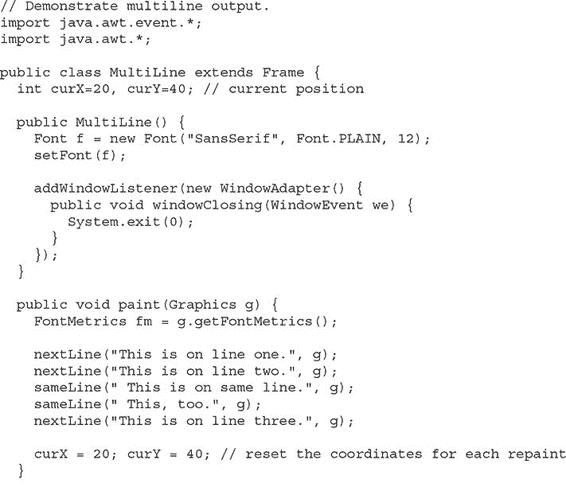 // Demonstrate multiline output.
import java.awt.event.*;
import java.awt.*;

public class MultiLine extends Frame {
  int curX=20, curY=40; // current position

  public MultiLine() {
    Font f = new Font("SansSerif", Font.PLAIN, 12);
    setFont(f);

    addWindowListener(new WindowAdapter() {
      public void windowClosing(WindowEvent we) {
        System.exit(0);
      }
    });
  }

  public void paint(Graphics g) {
    FontMetrics fm = g.getFontMetrics();

    nextLine("This is on line one.", g);
    nextLine("This is on line two.", g);
    sameLine(" This is on same line.", g);
    sameLine(" This, too.", g);
    nextLine("This is on line three.", g);

    curX = 20; curY = 40; // reset the coordinates for each repaint
  }